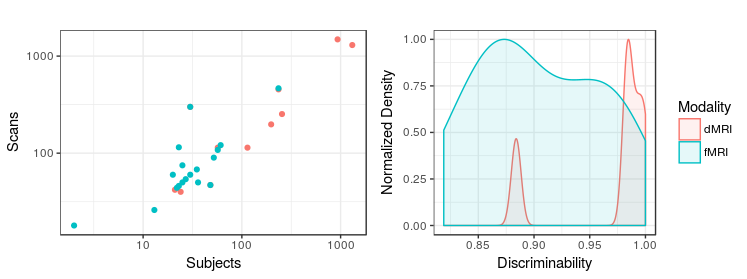 1000
100
Scans
10
100
1000
Subjects
1.00
0.75
0.50
0.25
0.00
Normalized Density
0.85
0.90
0.95
1.00
Discriminability
Modality
dMRI
fMRI